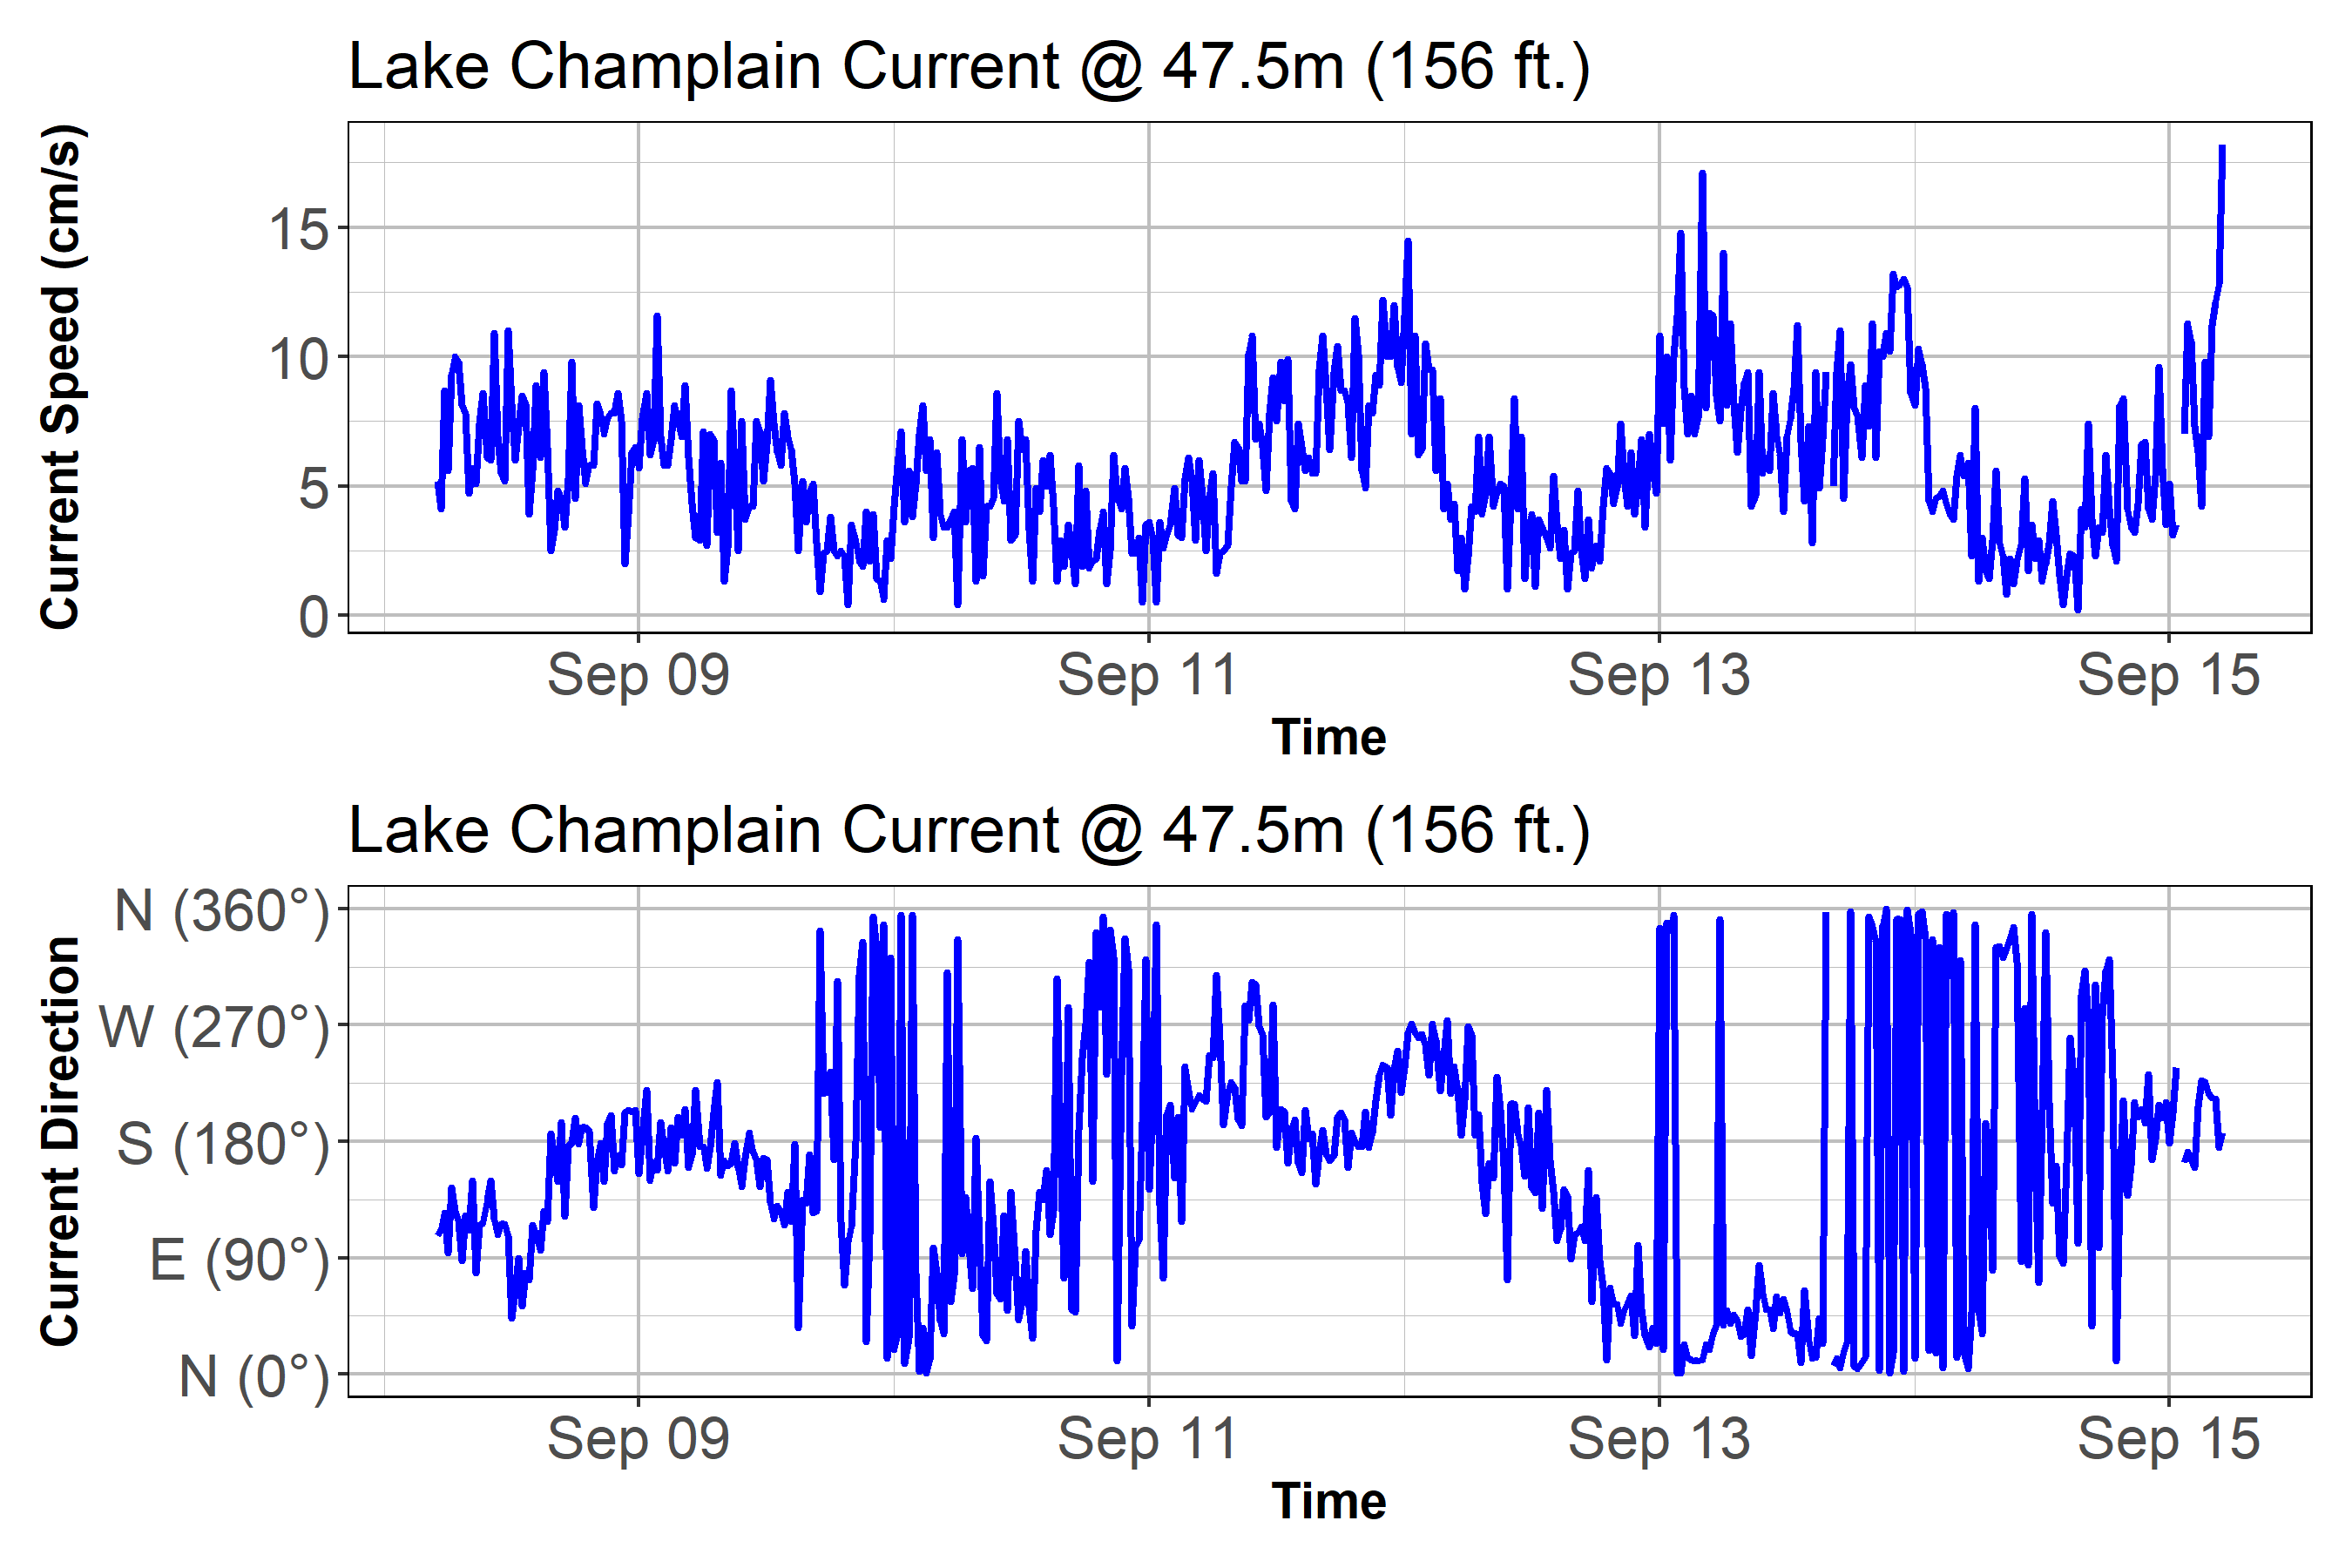 Lake Champlain Current @ 47.5m (156 ft.)
Current Speed (cm/s)
15
10
5
0
Sep 09 Sep 11 Sep 13 Sep 15
Time
Lake Champlain Current @ 47.5m (156 ft.)
Current Direction
N (360°)
W (270°)
S (180°)
E (90°)
N (0°)
Sep 09 Sep 11 Sep 13 Sep 15
Time